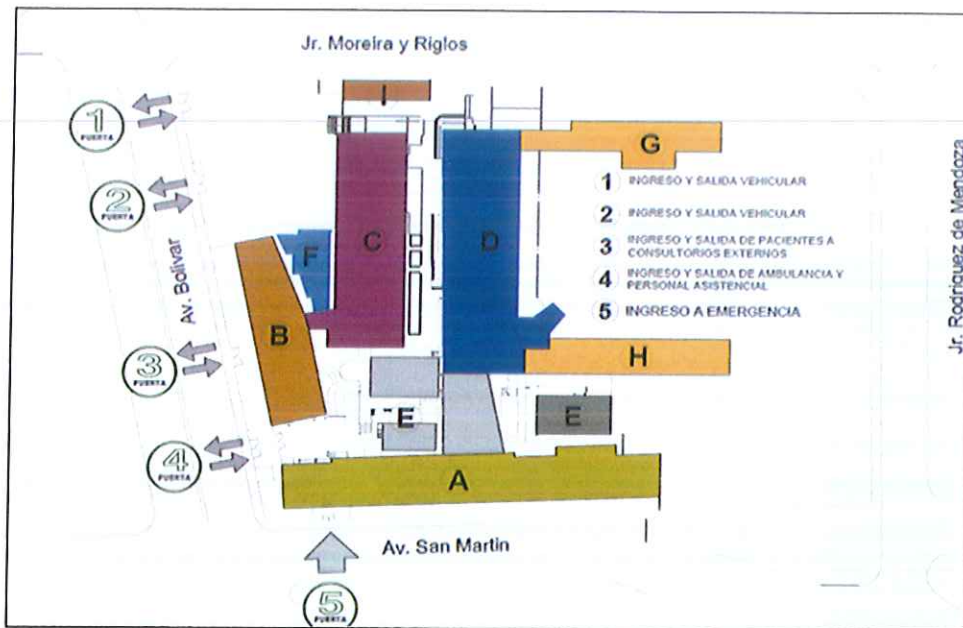 Jr. Moreira y Riglos
I
1
PUERTA
G
1 INGRESO Y SALIDA VEHICULAR
2
PUERTA
2 INGRESO Y SALIDA VEHICULAR
Av. Bolívar
F
C
D
3 INGRESO Y SALIDA DE PACIENTES A
CONSULTORIOS EXTERNOS
4 INGRESO Y SALIDA DE AMBULANCIA Y
PERSONAL ASISTENCIAL
5 INGRESO A EMERGENCIA
Jr. Rodriguez de Mendoza
B
H
3
PUERTA
E
E
4
PUERTA
A
Av. San Martin
5
PUERTA